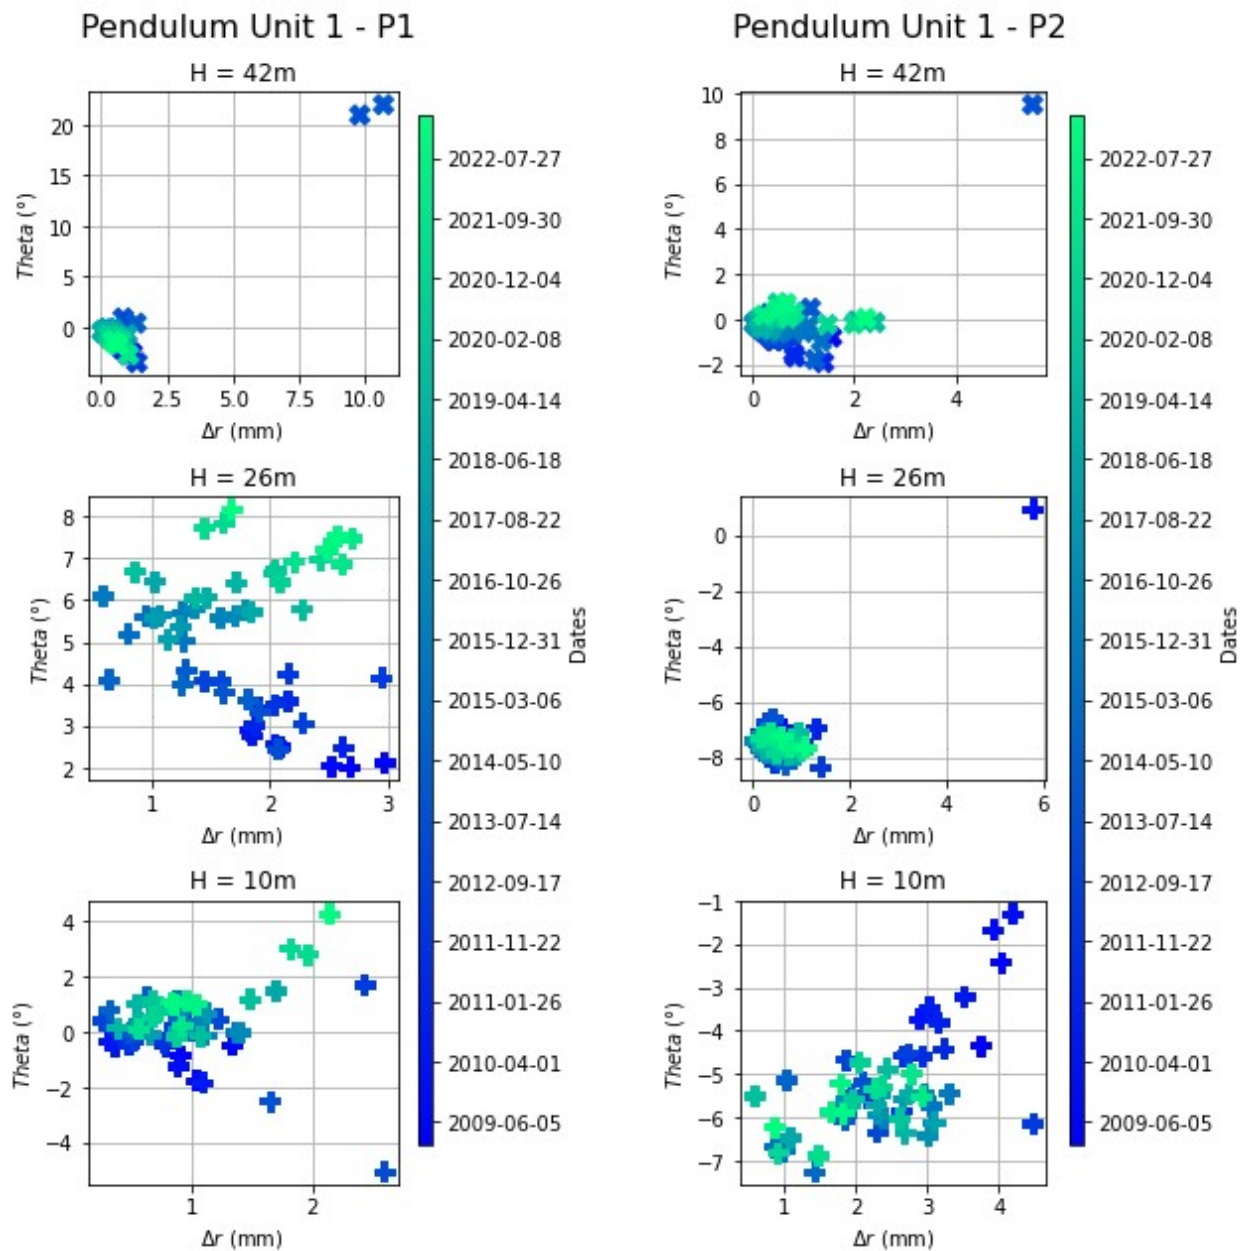 Pendulum Unit 1 - P1
H = 42m
20
15
10
5
0
Theta (°)
0.0 2.5 5.0 7.5 10.0
Δr (mm)
H = 26m
8
7
6
5
4
3
2
Theta (°)
1 2 3
Δr (mm)
H = 10m
4
2
0
−2
−4
Theta (°)
1 2
Δr (mm)
2022-07-27
2021-09-30
2020-12-04
2020-02-08
2019-04-14
2018-06-18
2017-08-22
2016-10-26
2015-12-31
2015-03-06
2014-05-10
2013-07-14
2012-09-17
2011-11-22
2011-01-26
2010-04-01
2009-06-05
Dates
Pendulum Unit 1 - P2
H = 42m
10
8
6
4
2
0
−2
Theta (°)
0 2 4
Δr (mm)
H = 26m
0
−2
−4
−6
−8
Theta (°)
0 2 4 6
Δr (mm)
H = 10m
−1
−2
−3
−4
−5
−6
−7
Theta (°)
1 2 3 4
Δr (mm)
2022-07-27
2021-09-30
2020-12-04
2020-02-08
2019-04-14
2018-06-18
2017-08-22
2016-10-26
2015-12-31
2015-03-06
2014-05-10
2013-07-14
2012-09-17
2011-11-22
2011-01-26
2010-04-01
2009-06-05
Dates